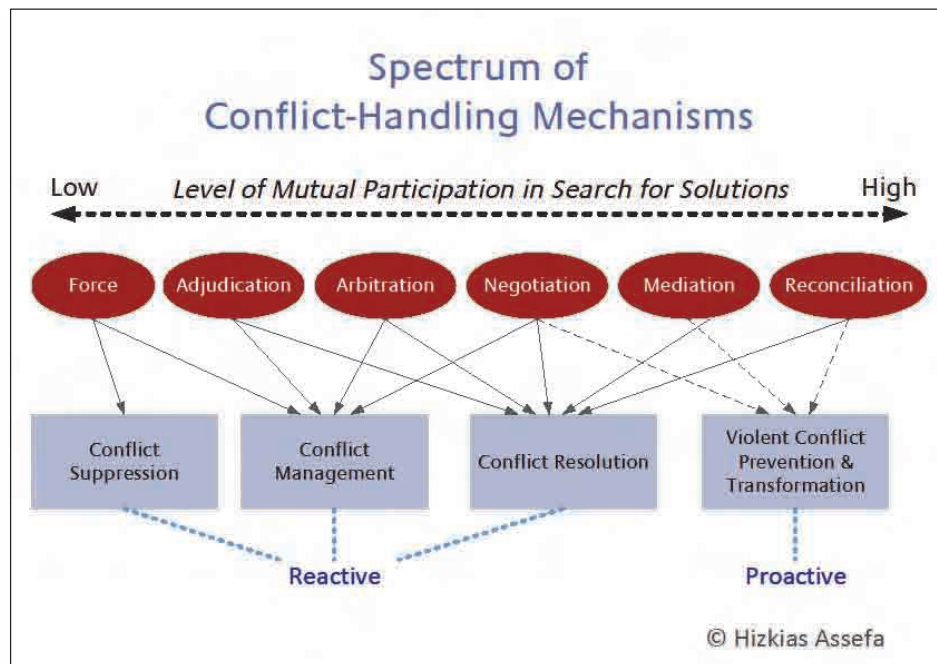 Spectrum of
Conflict-Handling Mechanisms
Low Level of Mutual Participation in Search for Solutions High
Force Adjudication Arbitration Negotiation Mediation Reconciliation
Conflict
Suppression
Conflict
Management
Conflict Resolution
Violent Conflict
Prevention &
Transformation
Reactive Proactive
© Hizkias Assefa